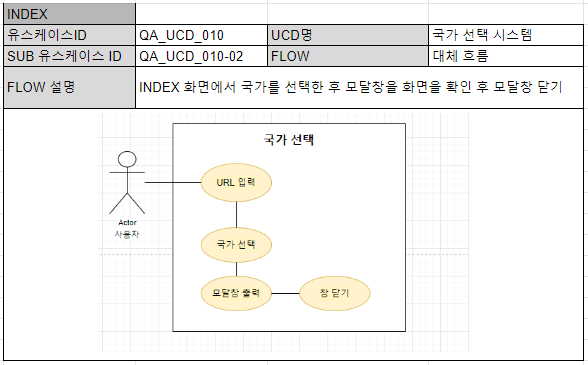 INDEX
유스케이스ID QA_UCD_010 UCD명 국가 선택 시스템
SUB 유스케이스 ID QA_UCD_010-02 FLOW 대체 흐름
FLOW 설명 INDEX 화면에서 국가를 선택한 후 모달창을 화면을 확인 후 모달창 닫기
국가 선택
URL 입력
Actor
사용자
국가 선택
모달창 출력 창 닫기